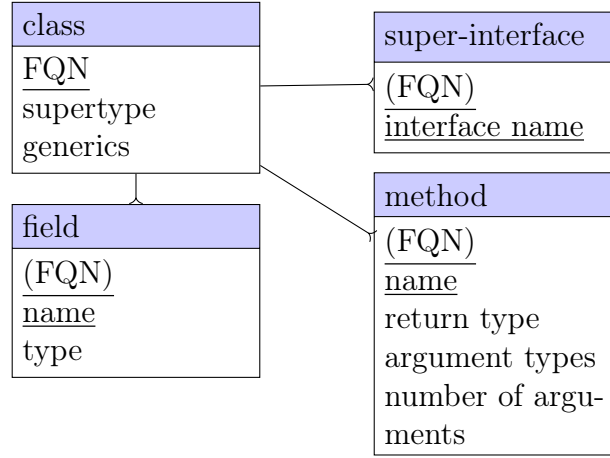 class
FQN
supertype
generics
super-interface
(FQN)
interface name
field
(FQN)
name
type
method
(FQN)
name
return type
argument types
number of argu-
ments